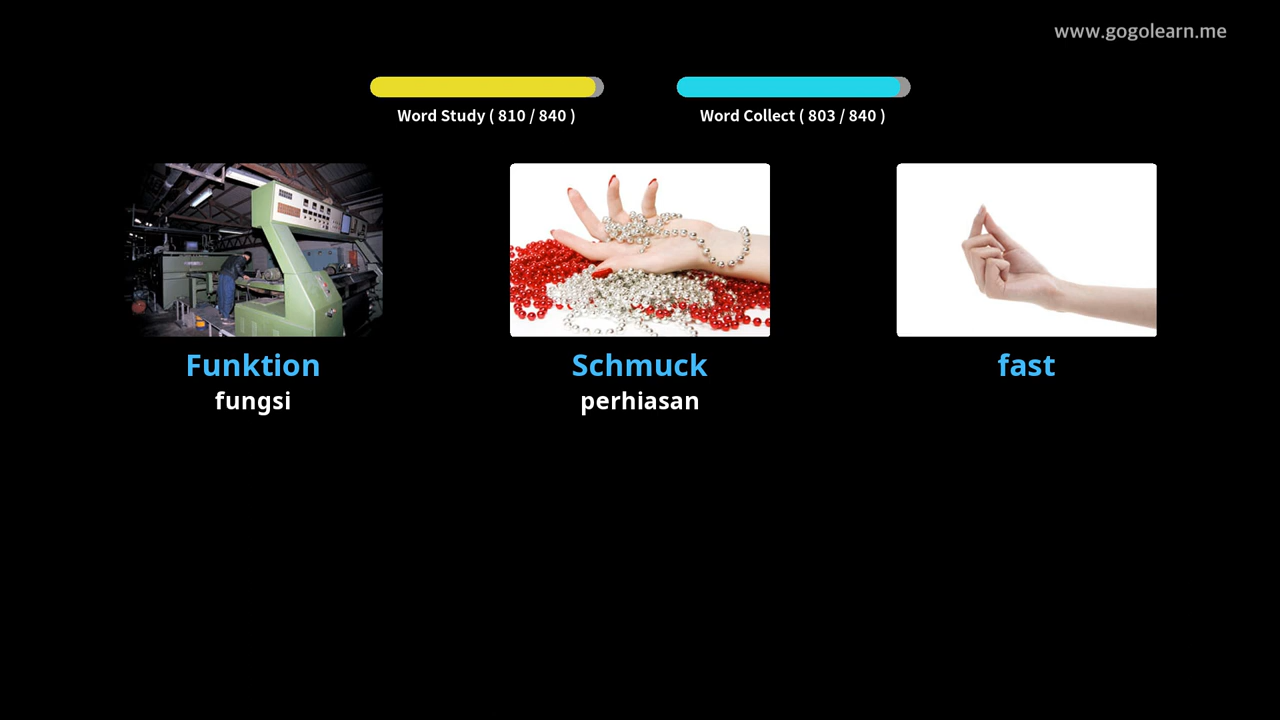 www.gogolearn.me
Word Study ( 810 / 840 )
Word Collect ( 803 / 840 )
Funktion
fungsi
Schmuck
perhiasan
fast